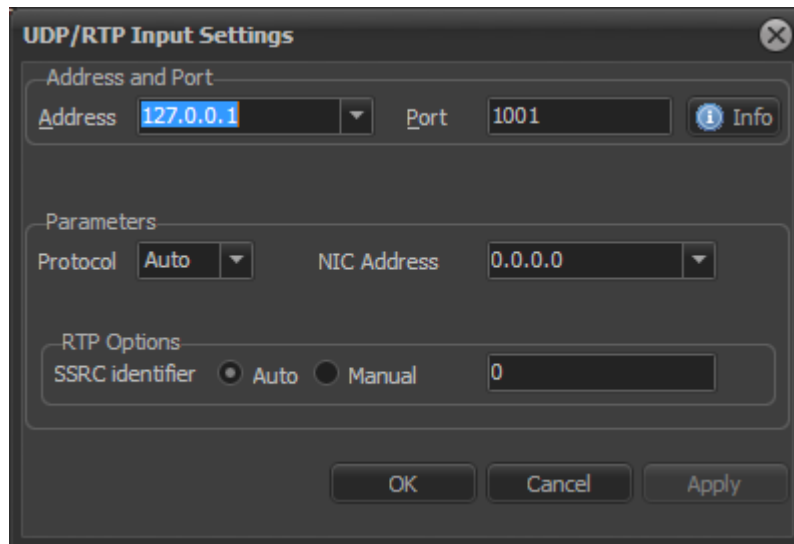 UDP/RTP Input Settings
Address and Port
Address 127.0.0.1 Port 1001 Info
Parameters
Protocol Auto NIC Address 0.0.0.0
RTP Options
SSRC identifier Auto Manual 0
OK Cancel Apply